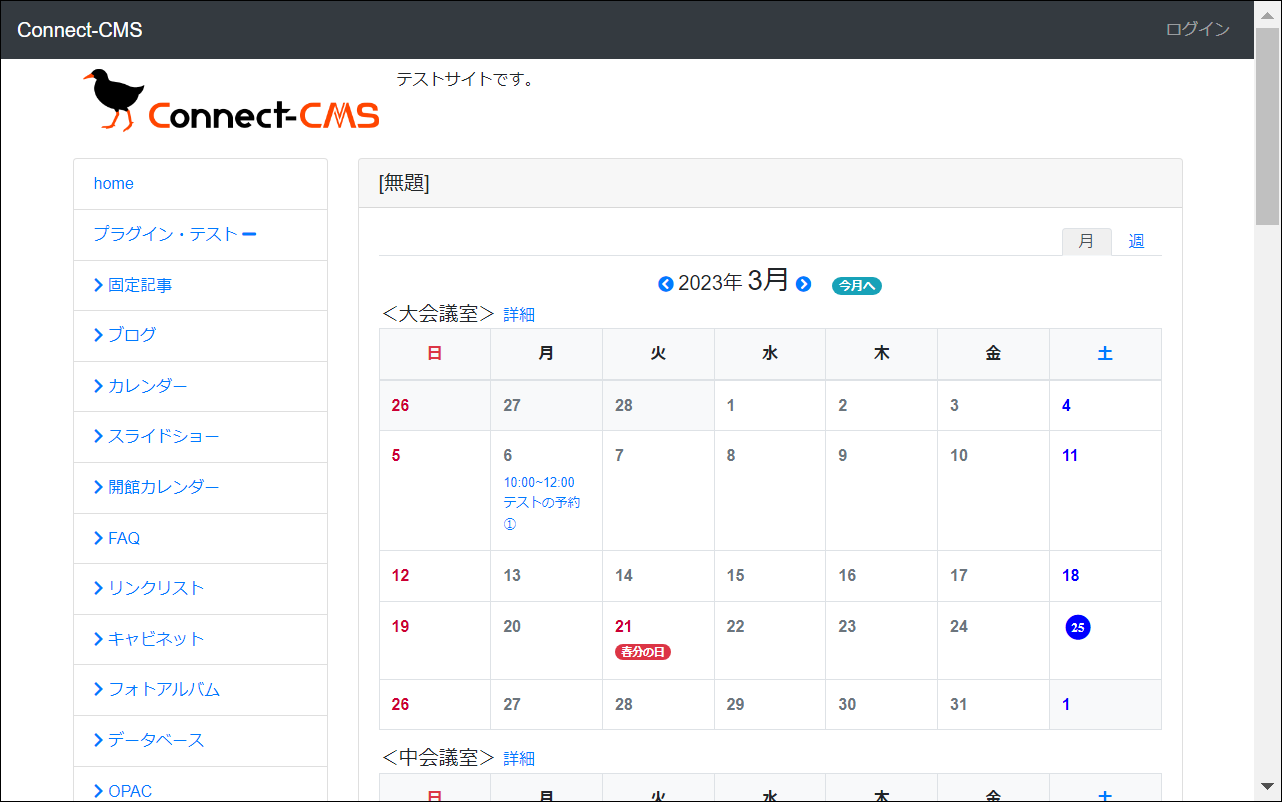 Connect-CMS
ログイン
Connect-CMS
テストサイトです。
home
プラグイン・テスト
固定記事
ブログ
カレンダー
スライドショー
開館カレンダー
FAQ
リンクリスト
キャビネット
フォトアルバム
データベース
OPAC
[無題]
月 週
2023年 3月 今月へ
＜大会議室＞ 詳細
日 月 火 水 木 金 土
26 27 28 1 2 3 4
5 6 7 8 9 10 11
10:00~12:00
テストの予約
①
12 13 14 15 16 17 18
19 20 21 22 23 24 25
春分の日
26 27 28 29 30 31 1
＜中会議室＞ 詳細
日 月 火 水 木 金 土